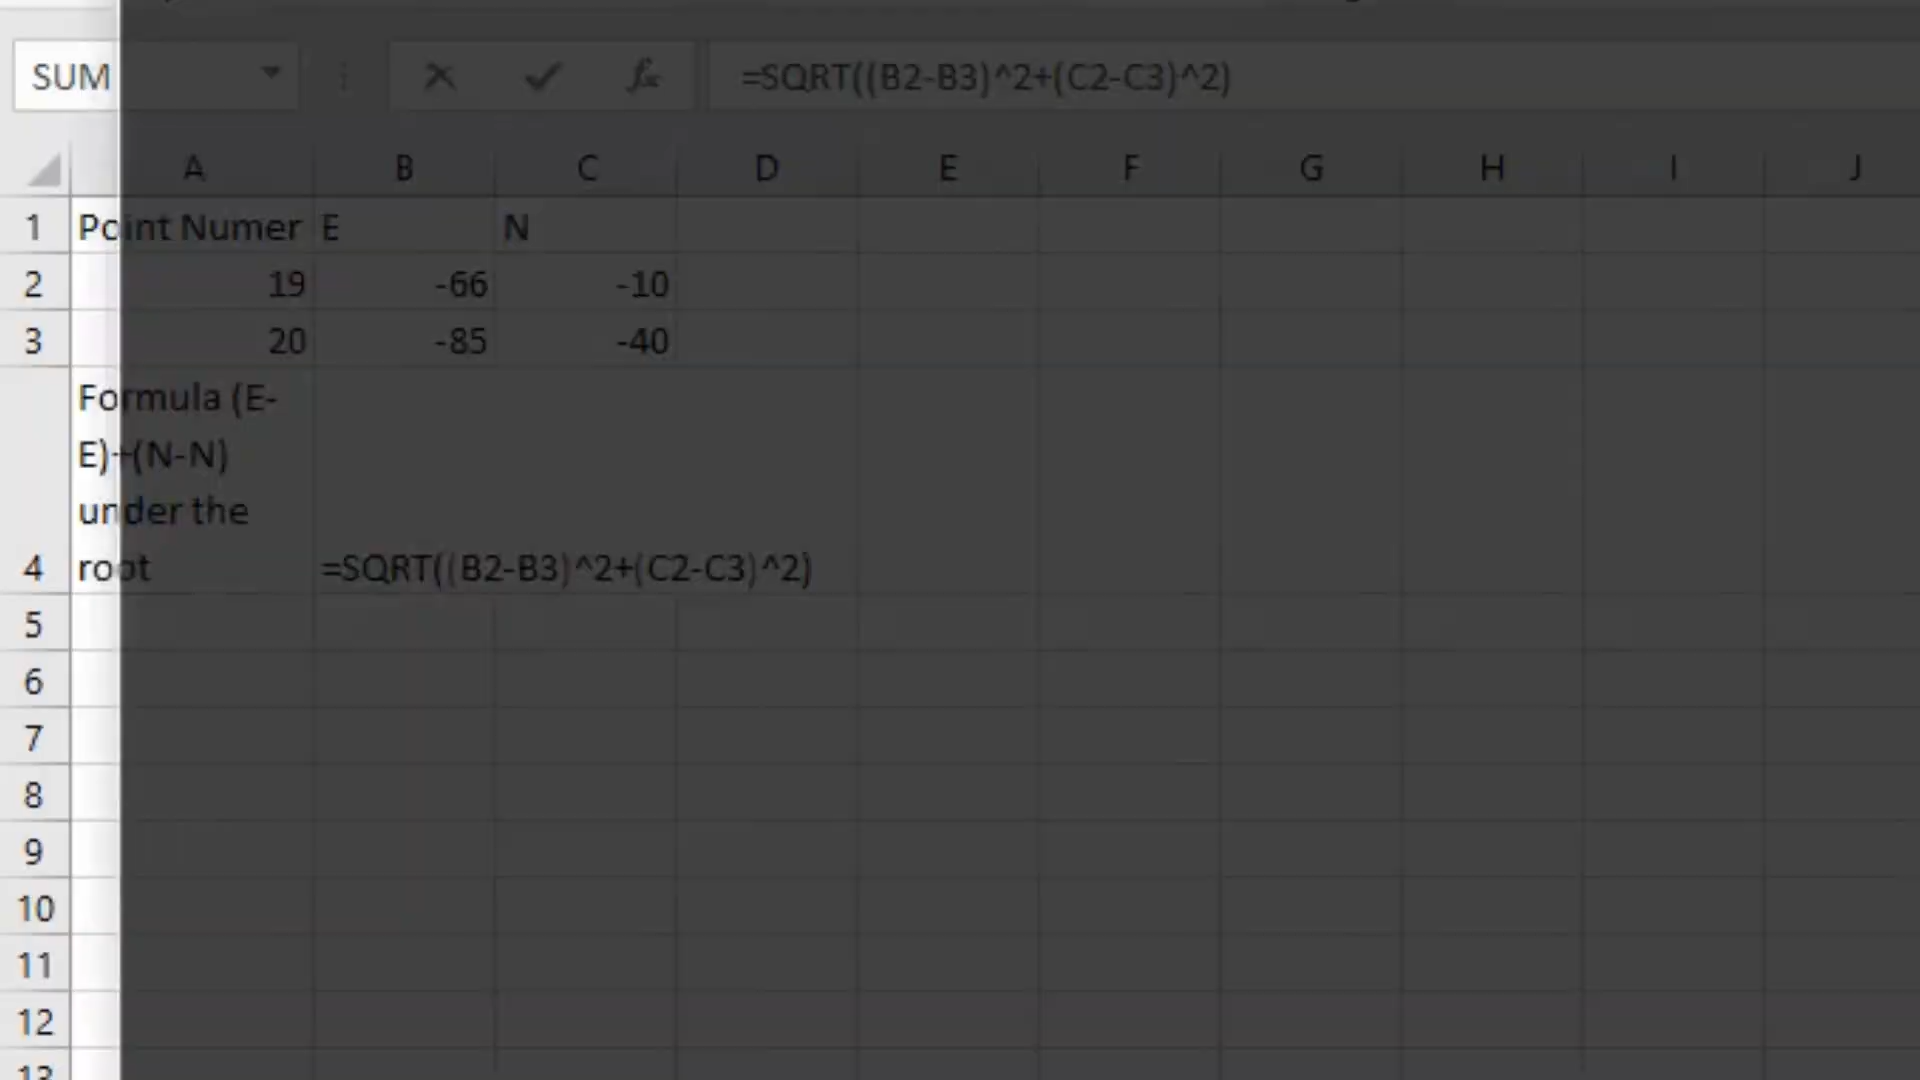 SUM =SQRT((B2-B3)^2+(C2-C3)^2)
A B C D E F G H I J
1 Point Numer E N
2 19 -66 -10
3 20 -85 -40
Formula (E-
E)+(N-N)
under the
4 root =SQRT((B2-B3)^2+(C2-C3)^2)
5
6
7
8
9
10
11
12
13